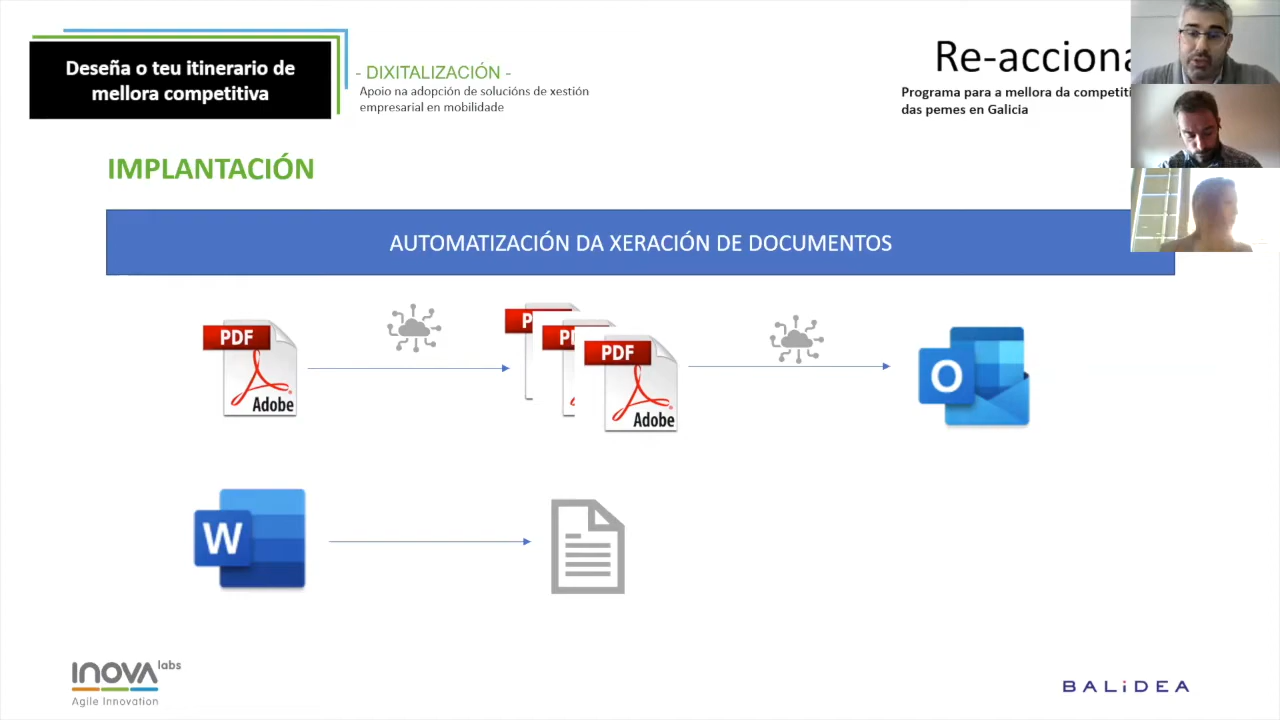 Deseña o teu itinerario de
mellora competitiva
- DIXITALIZACIÓN -
Apoio na adopción de solucións de xestión
empresarial en mobilidade
Re-acciona
Programa para a mellora da competiti
das pemes en Galicia
IMPLANTACIÓN
AUTOMATIZACIÓN DA XERACIÓN DE DOCUMENTOS
PDF
Adobe
P
PD
PDF
Adobe
O
W
INOVA labs
Agile Innovation
BALiDEA